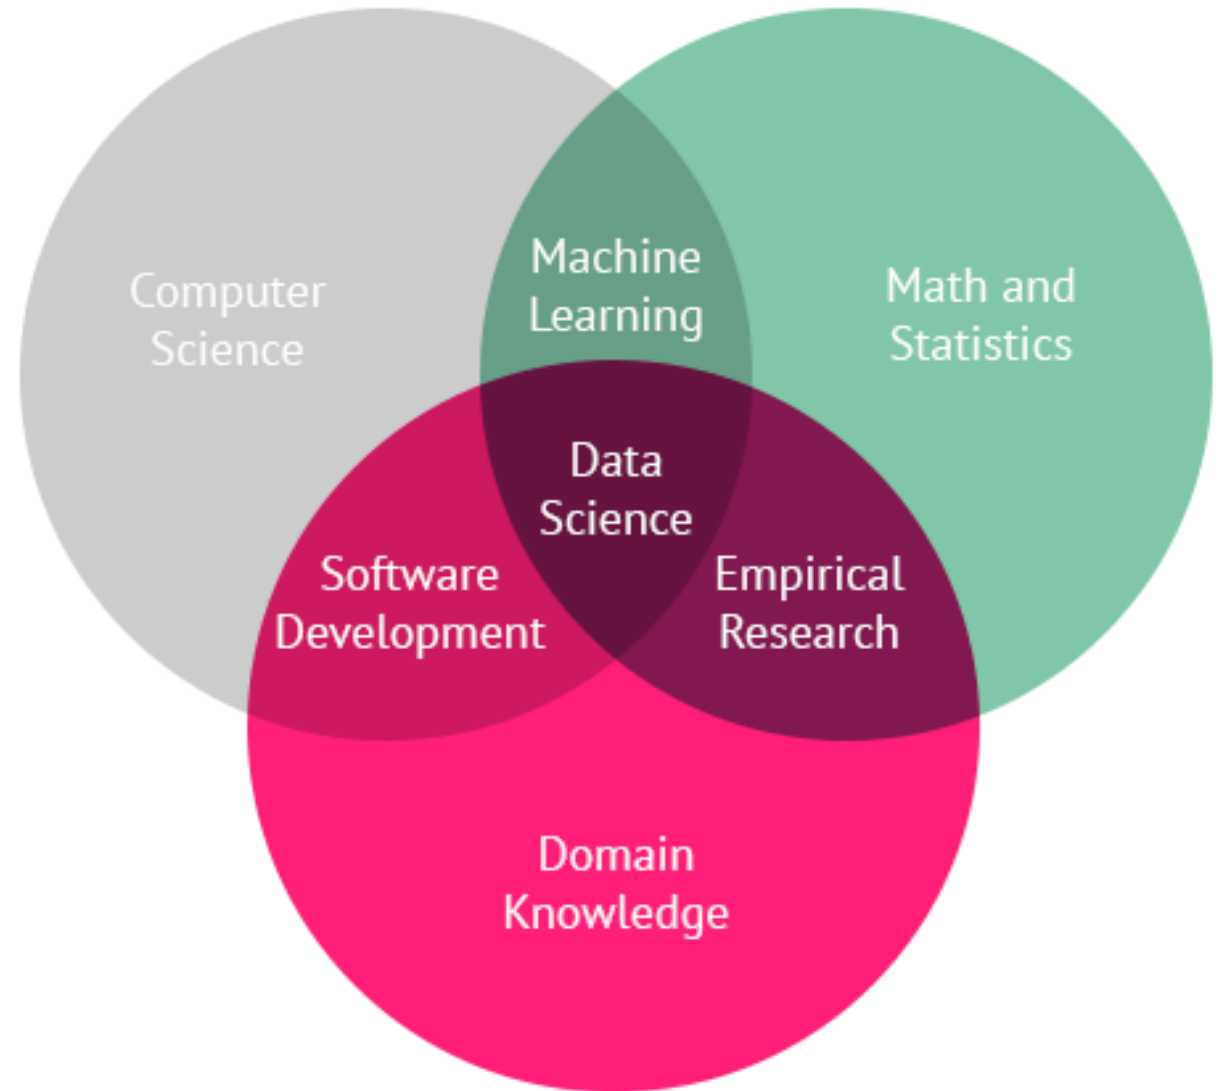 Computer
Science
Machine
Learning
Math and
Statistics
Data
Science
Software
Development
Empirical
Research
Domain
Knowledge